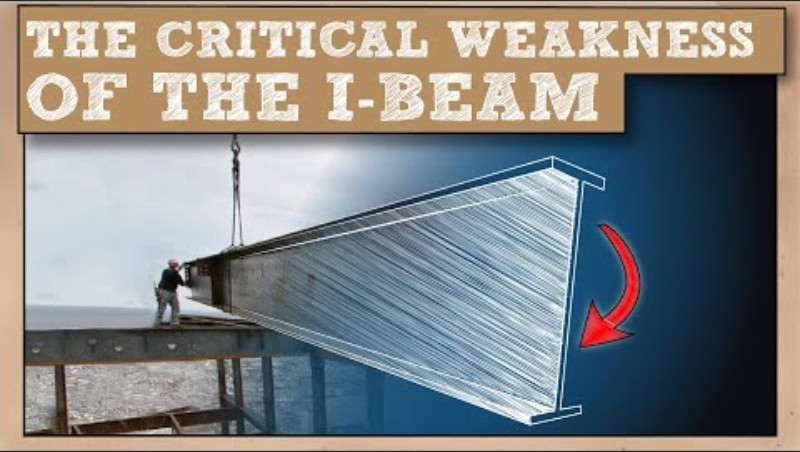 THE CRITICAL WEAKNESS
OF THE I-BEAM